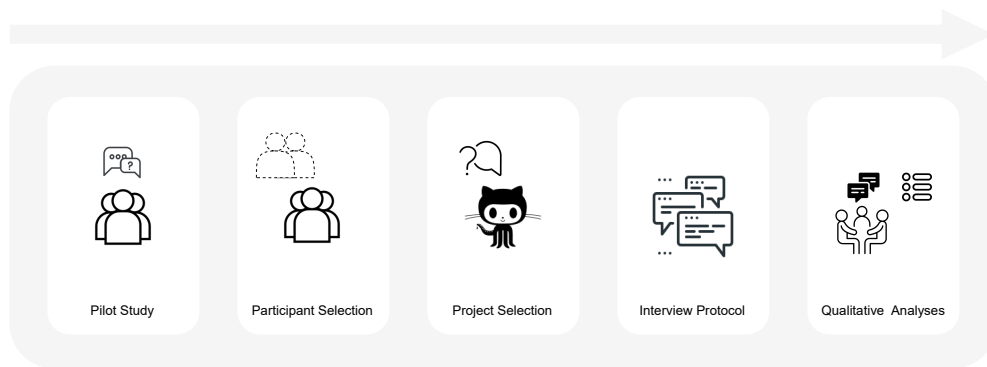 Pilot Study
Participant Selection
Project Selection
Interview Protocol
Qualitative  Analyses